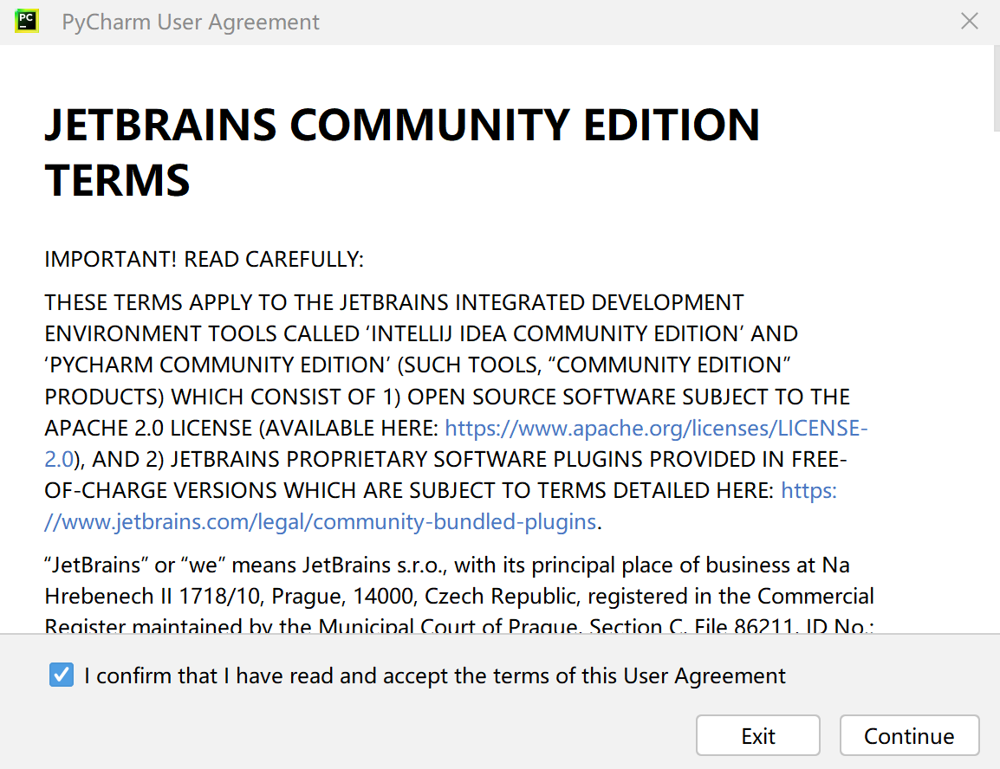 PC
PyCharm User Agreement
JETBRAINS COMMUNITY EDITION
TERMS
IMPORTANT! READ CAREFULLY:
THESE TERMS APPLY TO THE JETBRAINS INTEGRATED DEVELOPMENT
ENVIRONMENT TOOLS CALLED ‘INTELLIJ IDEA COMMUNITY EDITION’ AND
‘PYCHARM COMMUNITY EDITION’ (SUCH TOOLS, “COMMUNITY EDITION”
PRODUCTS) WHICH CONSIST OF 1) OPEN SOURCE SOFTWARE SUBJECT TO THE
APACHE 2.0 LICENSE (AVAILABLE HERE: https://www.apache.org/licenses/LICENSE-
2.0), AND 2) JETBRAINS PROPRIETARY SOFTWARE PLUGINS PROVIDED IN FREE-
OF-CHARGE VERSIONS WHICH ARE SUBJECT TO TERMS DETAILED HERE: https:
//www.jetbrains.com/legal/community-bundled-plugins.
“JetBrains” or “we” means JetBrains s.r.o., with its principal place of business at Na
Hrebenech II 1718/10, Prague, 14000, Czech Republic, registered in the Commercial
Register maintained by the Municipal Court of Prague, Section C, File 86211, ID No.:
I confirm that I have read and accept the terms of this User Agreement
Exit
Continue